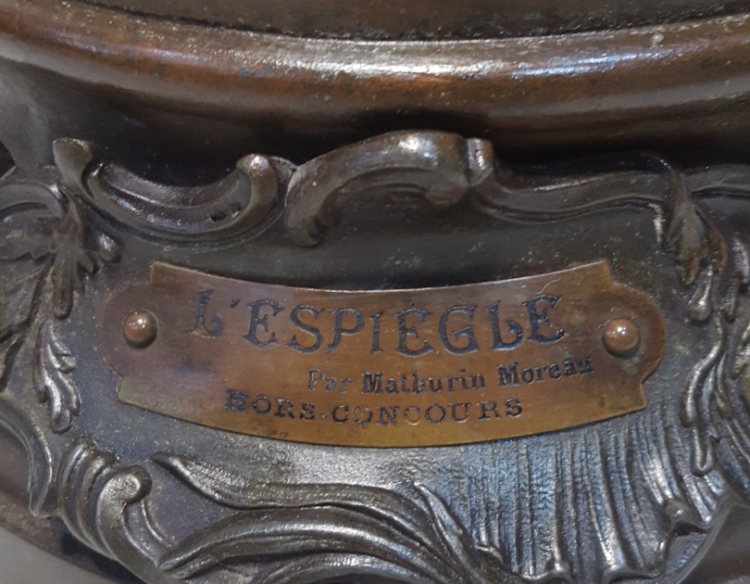 L'ESPIÈGLE
Par Mathurin Moreau
HORS-CONCOURS